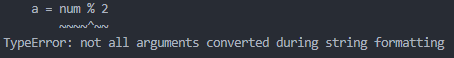 a = num % 2
~~~~^~~
TypeError: not all arguments converted during string formatting